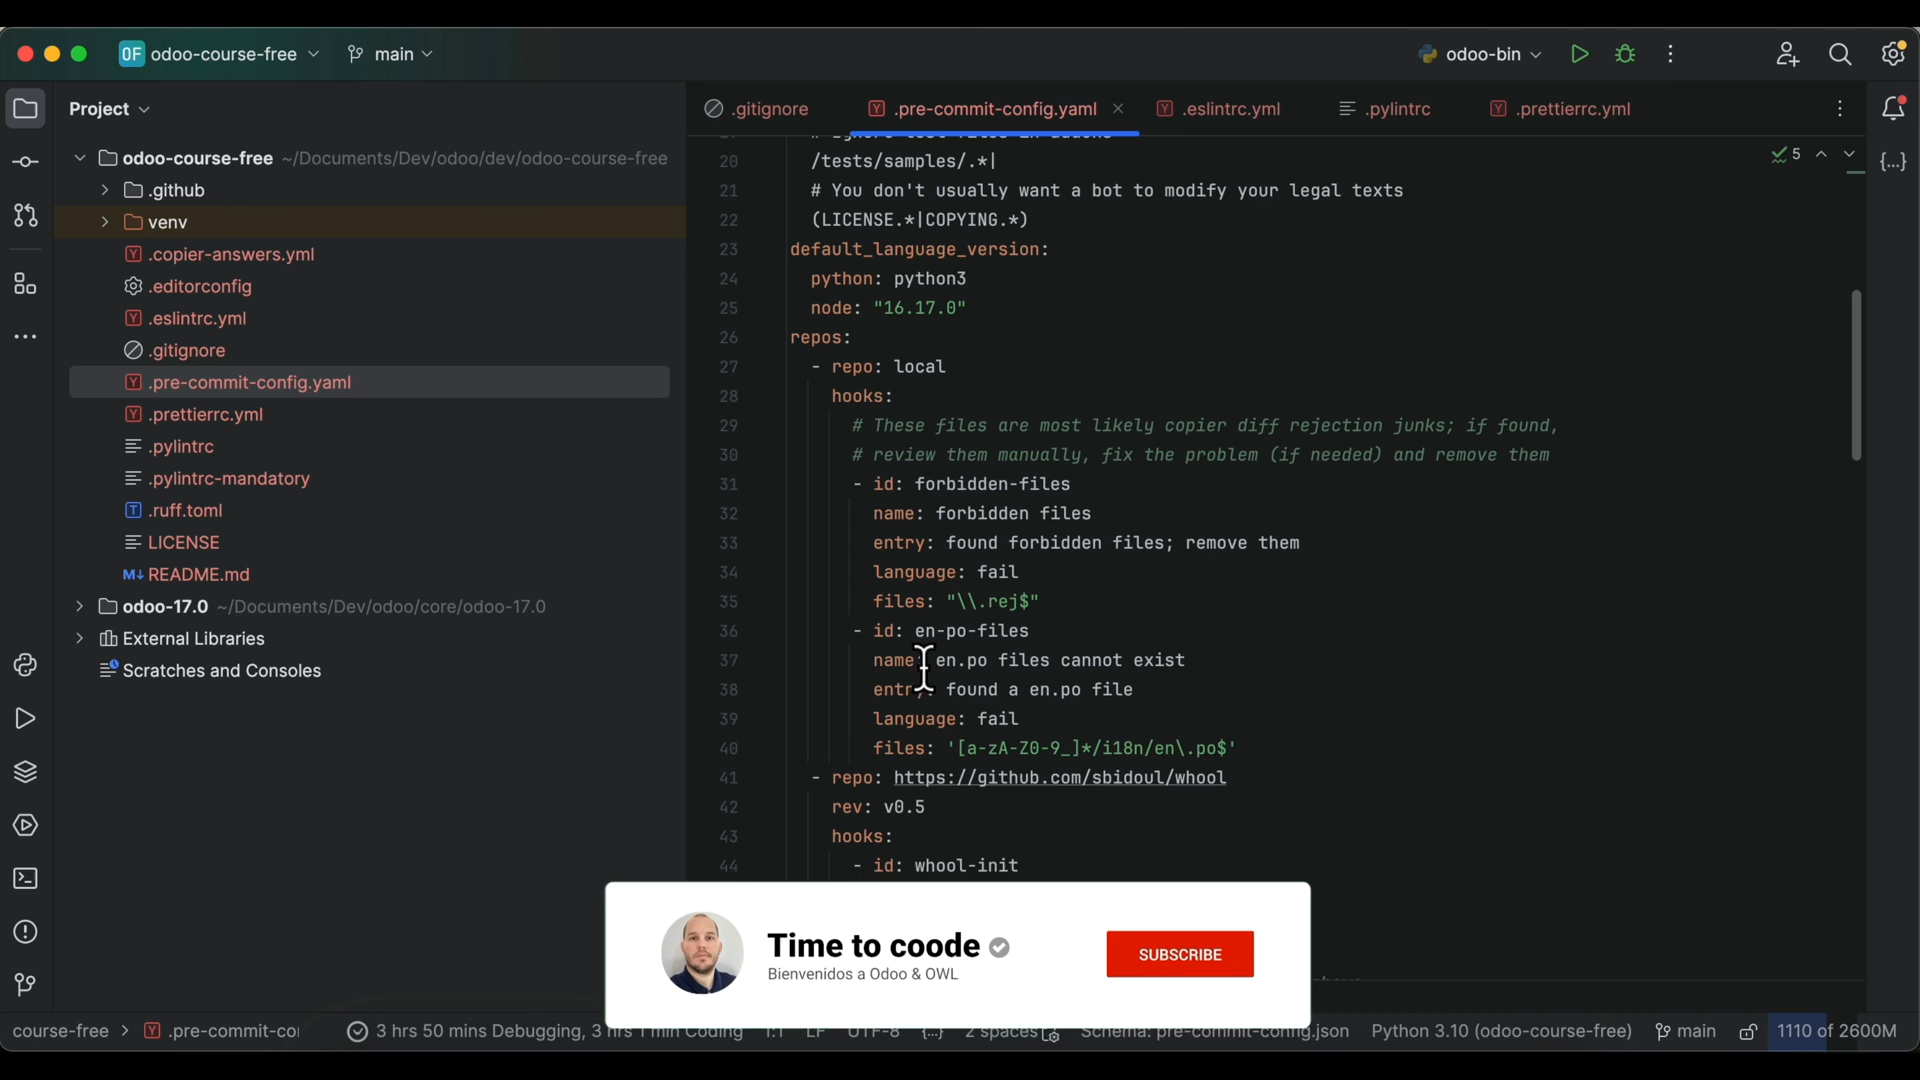 OF odoo-course-free
main
odoo-bin
Project
odoo-course-free ~/Documents/Dev/odoo/dev/odoo-course-free
.github
venv
.copier-answers.yml
.editorconfig
.eslintrc.yml
.gitignore
.pre-commit-config.yaml
.prettierrc.yml
.pylintrc
.pylintrc-mandatory
.ruff.toml
LICENSE
README.md
odoo-17.0 ~/Documents/Dev/odoo/core/odoo-17.0
External Libraries
Scratches and Consoles
.gitignore
.pre-commit-config.yaml
.eslintrc.yml
.pylintrc
.prettierrc.yml
5
20 /tests/samples/.*|
21 # You don't usually want a bot to modify your legal texts
22 (LICENSE.*|COPYING.*)
23 default_language_version:
24 python: python3
25 node: "16.17.0"
26 repos:
27 - repo: local
28 hooks:
29 # These files are most likely copier diff rejection junks; if found,
30 # review them manually, fix the problem (if needed) and remove them
31 - id: forbidden-files
32 name: forbidden files
33 entry: found forbidden files; remove them
34 language: fail
35 files: "\\.rej$"
36 - id: en-po-files
37 name: en.po files cannot exist
38 entry: found a en.po file
39 language: fail
40 files: '[a-zA-Z0-9_]*/i18n/en\.po$'
41 - repo: https://github.com/sbidoul/whool
42 rev: v0.5
43 hooks:
44 - id: whool-init
Time to coode
Bienvenidos a Odoo & OWL
SUBSCRIBE
course-free > .pre-commit-co
3 hrs 50 mins Debugging, 3 hrs 1 min Coding 1:1 LF UTF-8 {...} 2 spaces Schema: pre-commit-config.json Python 3.10 (odoo-course-free) main 1110 of 2600M